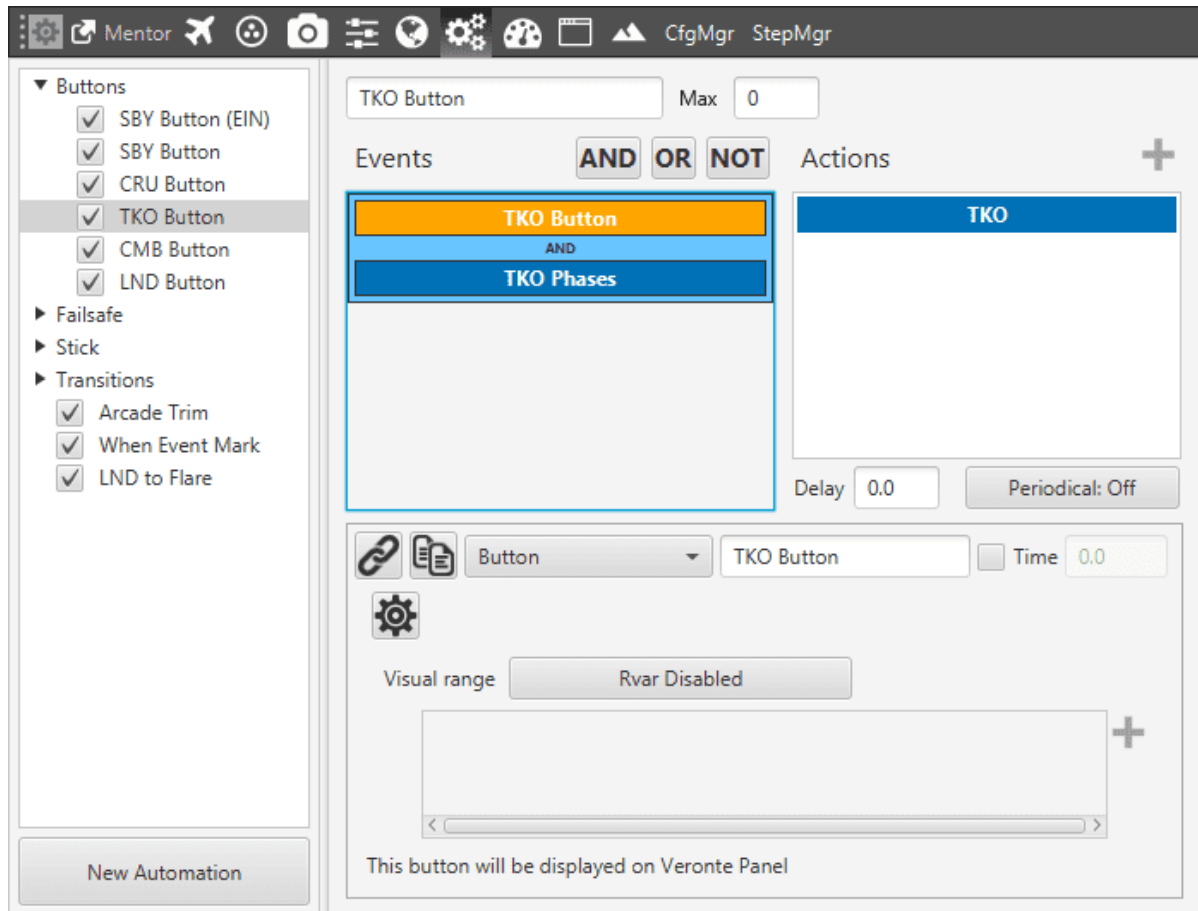 Mentor CfgMgr StepMgr
Buttons
SBY Button (EIN)
SBY Button
CRU Button
TKO Button
CMB Button
LND Button
Failsafe
Stick
Transitions
Arcade Trim
When Event Mark
LND to Flare
New Automation
TKO Button Max 0
Events AND OR NOT Actions
TKO Button
AND
TKO Phases
TKO
Delay 0.0 Periodical: Off
Button TKO Button Time 0.0
Visual range Rvar Disabled
This button will be displayed on Veronte Panel